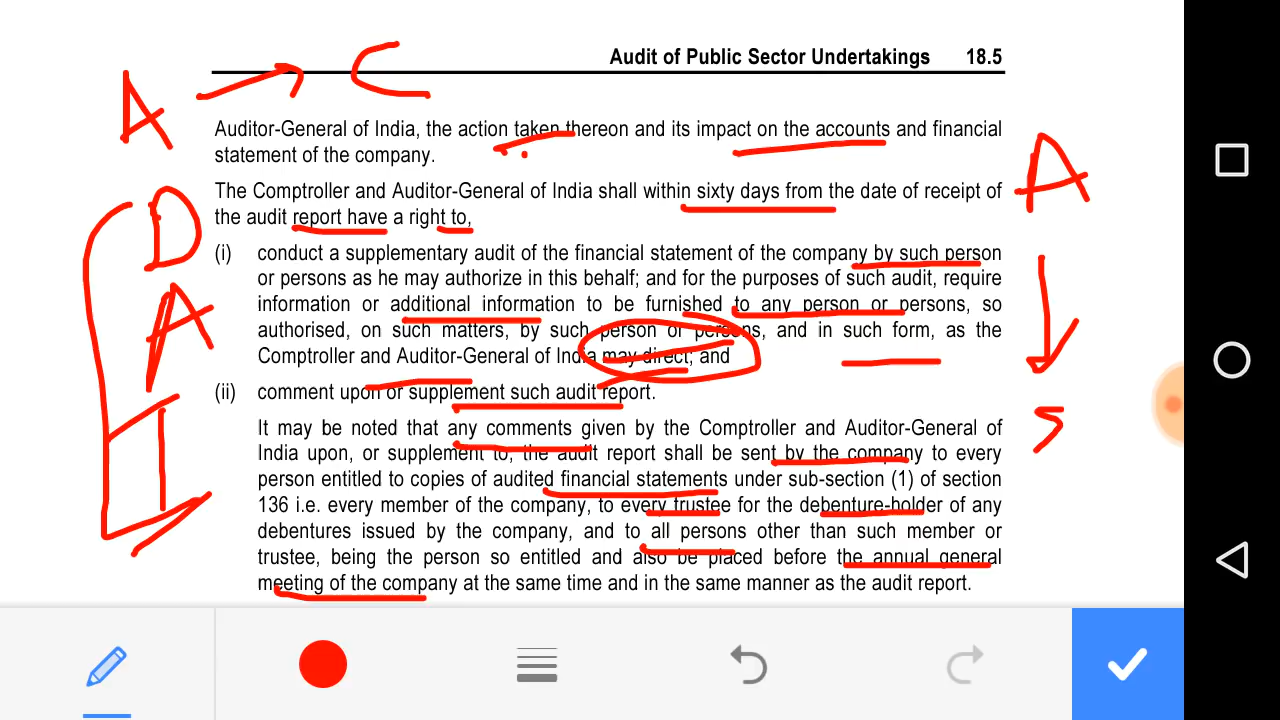 Audit of Public Sector Undertakings 18.5
A C
Auditor-General of India, the action taken thereon and its impact on the accounts and financial
statement of the company.
The Comptroller and Auditor-General of India shall within sixty days from the date of receipt of
the audit report have a right to,
(i) conduct a supplementary audit of the financial statement of the company by such person
or persons as he may authorize in this behalf; and for the purposes of such audit, require
information or additional information to be furnished to any person or persons, so
authorised, on such matters, by such person or persons, and in such form, as the
Comptroller and Auditor-General of India may direct; and
(ii) comment upon or supplement such audit report.
It may be noted that any comments given by the Comptroller and Auditor-General of
India upon, or supplement to, the audit report shall be sent by the company to every
person entitled to copies of audited financial statements under sub-section (1) of section
136 i.e. every member of the company, to every trustee for the debenture-holder of any
debentures issued by the company, and to all persons other than such member or
trustee, being the person so entitled and also be placed before the annual general
meeting of the company at the same time and in the same manner as the audit report.
D
A
I
A
S